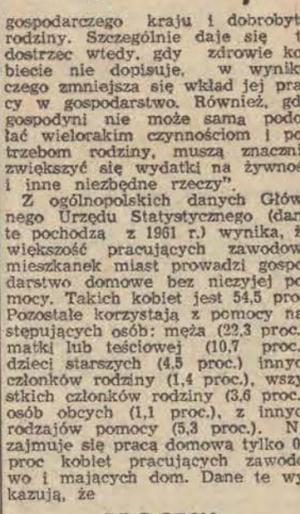 gospodarczego kraju i dobrobyt
rodziny. Szczególnie daje się t
dostrzec wtedy, gdy zdrowie ko
biecie nie dopisuje, w wynik
czego zmniejsza się wkład jej pra
cy w gospodarstwo. Również, gd
gospodyni nie może sama podo
łać wielorakim czynnościom i po
trzebom rodziny, muszą znaczni
zwiększyć się wydatki na żywnoś
i inne niezbędne rzeczy”.
Z ogólnopolskich danych Głów
nego Urzędu Statystycznego (dan
te pochodzą z 1961 r.) wynika, ż
większość pracujących zawodow
mieszkanek miast prowadzi gospo
darstwo domowe bez niczyjej po
mocy. Takich kobiet jest 54,5 pro
Pozostałe korzystają z pomocy na
stępujących osób: męża (22,3 proc.
matki lub teściowej (10,7 proc.
dzieci starszych (4,5 proc.) inny
członków rodziny (1,4 proc.), wszy
stkich członków rodziny (3,6 proc.
osób obcych (1,1 proc.), z innyc
rodzajów pomocy (5,3 proc.). N
zajmuje się pracą domową tylko 0
proc kobiet pracujących zawodo
wo i mających dom. Dane te wy
kazują, że